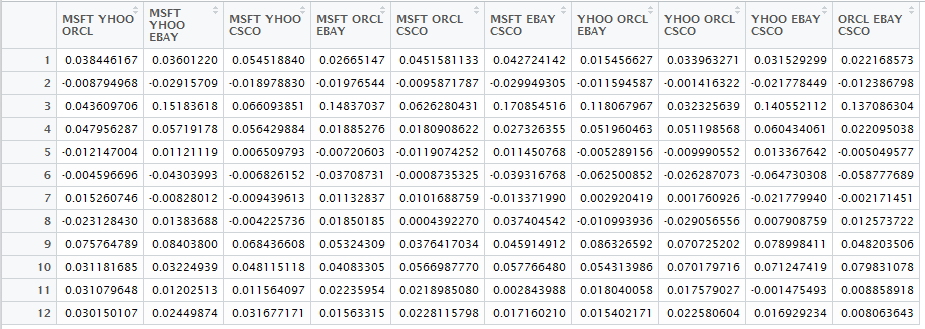 MSFT YHOO ORCL MSFT YHOO EBAY MSFT YHOO CSCO MSFT ORCL EBAY MSFT ORCL CSCO MSFT EBAY CSCO YHOO ORCL EBAY YHOO ORCL CSCO YHOO EBAY CSCO ORCL EBAY CSCO
1 0.038446167 0.03601220 0.054518840 0.02665147 0.0451581133 0.042724142 0.015456627 0.033963271 0.031529299 0.022168573
2 -0.008794968 -0.02915709 -0.018978830 -0.01976544 -0.0095871787 -0.029949305 -0.011594587 -0.001416322 -0.021778449 -0.012386798
3 0.043609706 0.15183618 0.066093851 0.14837037 0.0626280431 0.170854516 0.118067967 0.032325639 0.140552112 0.137086304
4 0.047956287 0.05719178 0.056429884 0.01885276 0.0180908622 0.027326355 0.051960463 0.051198568 0.060434061 0.022095038
5 -0.012147004 0.01121119 0.006509793 -0.00720603 -0.0119074252 0.011450768 -0.005289156 -0.009990552 0.013367642 -0.005049577
6 -0.004596696 -0.04303993 -0.006826152 -0.03708731 -0.0008735325 -0.039316768 -0.062500852 -0.026287073 -0.064730308 -0.058777689
7 0.015260746 -0.00828012 -0.009439613 0.01132837 0.0101688759 -0.013371990 0.002920419 0.001760926 -0.021779940 -0.002171451
8 -0.023128430 0.01383688 -0.004225736 0.01850185 0.0004392270 0.037404542 -0.010993936 -0.029056556 0.007908759 0.012573722
9 0.075764789 0.08403800 0.068436608 0.05324309 0.0376417034 0.045914912 0.086326592 0.070725202 0.078998411 0.048203506
10 0.031181685 0.03224939 0.048115118 0.04083305 0.0566987770 0.057766480 0.054313986 0.070179716 0.071247419 0.079831078
11 0.031079648 0.01202513 0.011564097 0.02235954 0.0218985080 0.002843988 0.018040058 0.017579027 -0.001475493 0.008858918
12 0.030150107 0.02449874 0.031677171 0.01563315 0.0228115798 0.017160210 0.015402171 0.022580604 0.016929234 0.008063643